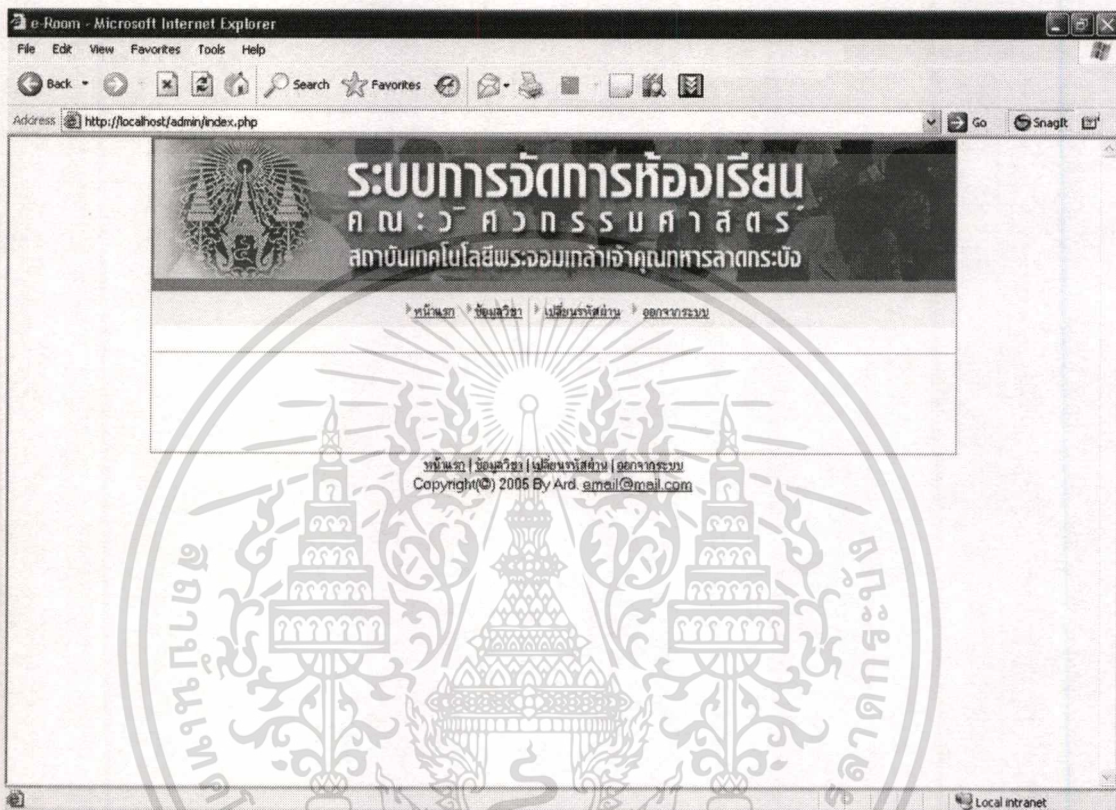 e-Room - Microsoft Internet Explorer
File Edit View Favorites Tools Help
Back Search Favorites
Address http://localhost/admin/index.php Go SnagIt
ระบบการจัดการห้องเรียน
คณะวิศวกรรมศาสตร์
สถาบันเทคโนโลยีพระจอมเกล้าเจ้าคุณทหารลาดกระบัง
หน้าแรก ข้อมูลวิชา เปลี่ยนรหัสผ่าน ออกจากระบบ
หน้าแรก | ข้อมูลวิชา | เปลี่ยนรหัสผ่าน | ออกจากระบบ
Copyright(©) 2005 By Ard. email@mail.com
Local intranet